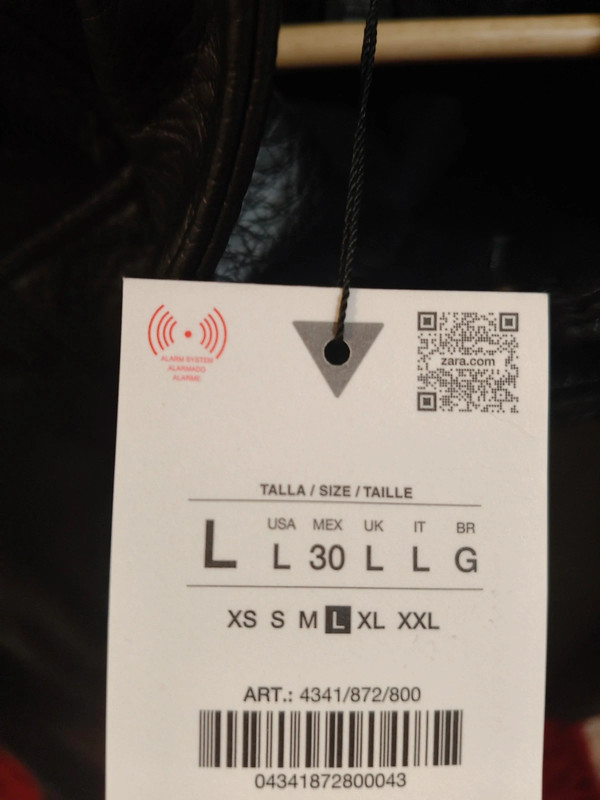 ALARM SYSTEM
ALARMADO
ALARME
zara.com
TALLA / SIZE / TAILLE
USA MEX UK IT BR
L L 30 L L G
XS S M L XL XXL
ART.: 4341/872/800
04341872800043